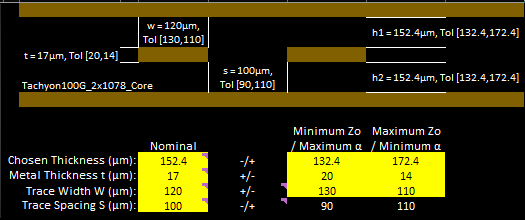 w = 120µm,
Tol [130,110]
h1 = 152.4µm, Tol [132.4,172.4]
t = 17µm, Tol [20,14]
s = 100µm,
Tol [90,110]
h2 = 152.4µm, Tol [132.4,172.4]
Tachyon100G_2x1078_Core
Minimum Zo Maximum Zo
Nominal / Maximum α / Minimum α
Chosen Thickness (µm): 152.4 -/+ 132.4 172.4
Metal Thickness t (µm): 17 +/- 20 14
Trace Width W (µm): 120 +/- 130 110
Trace Spacing S (µm): 100 -/+ 90 110